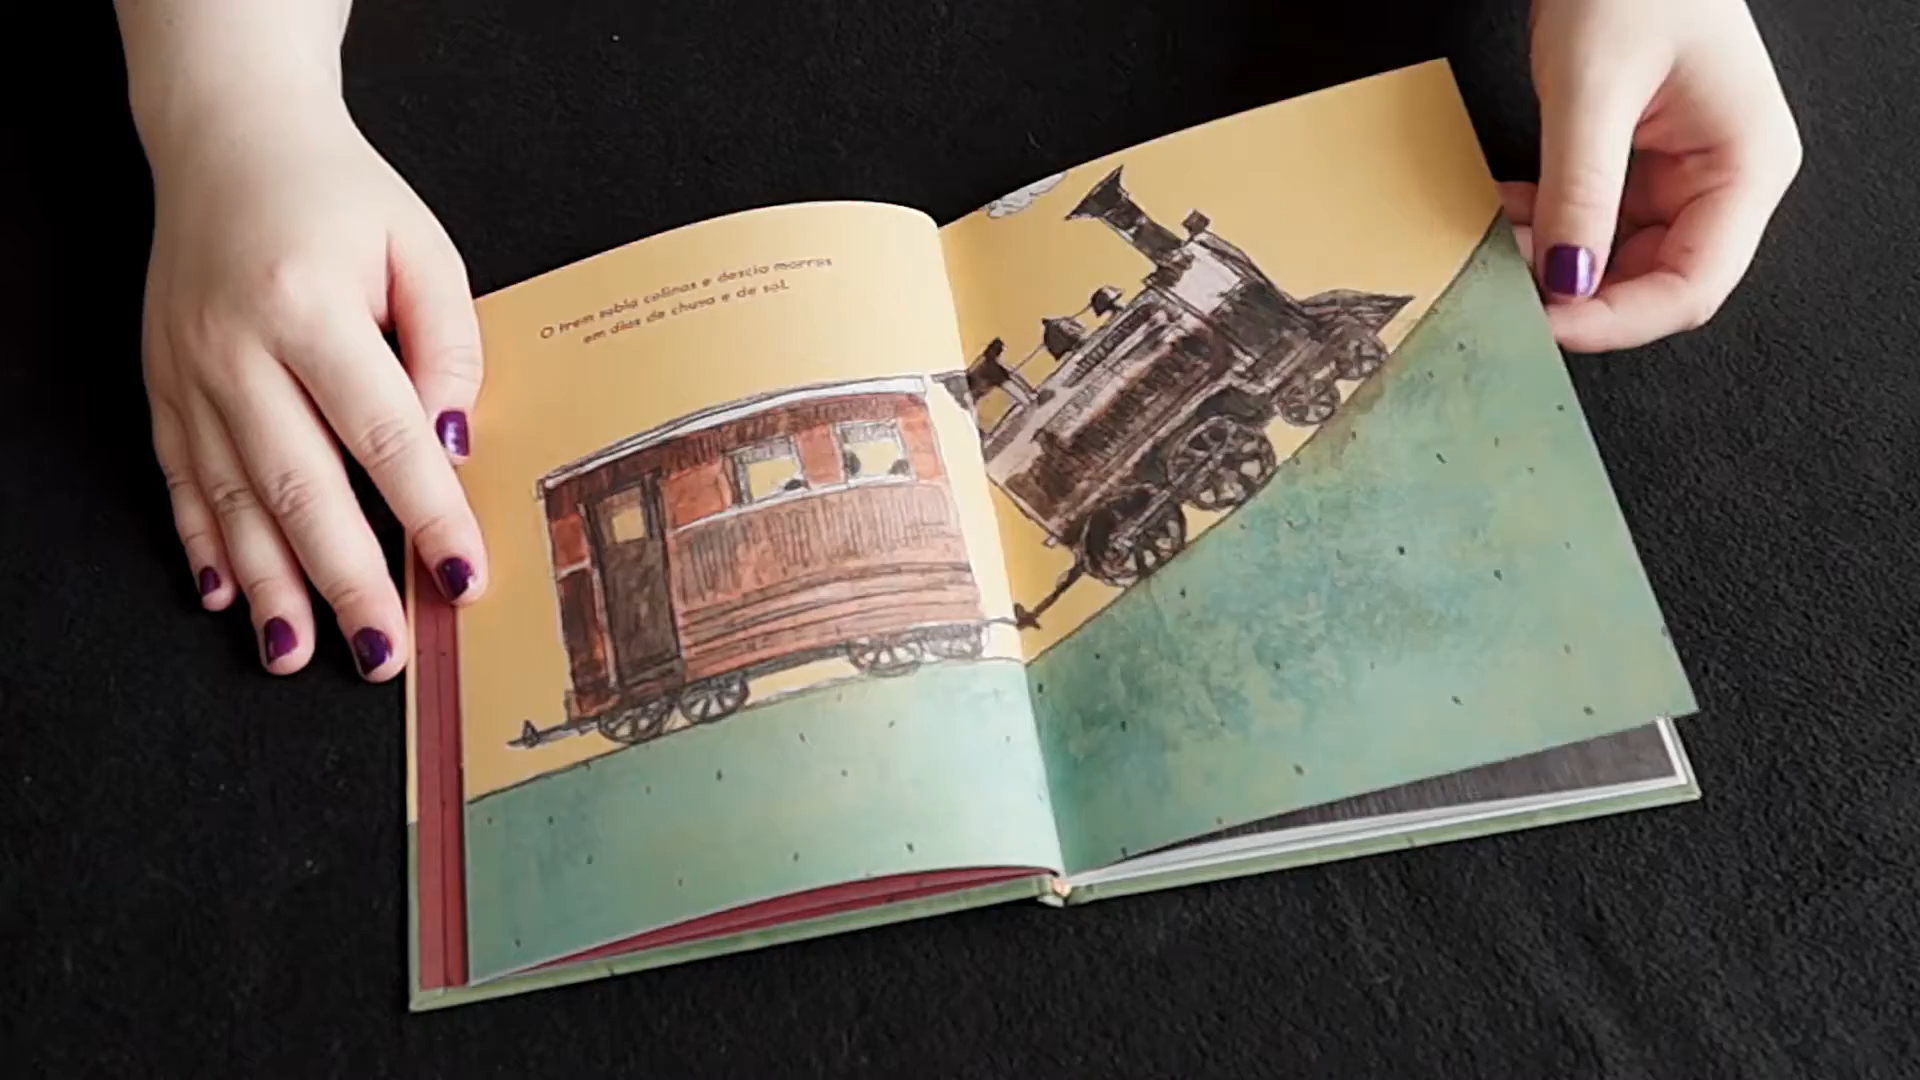 O trem subia colinas e descia morros
em dias de chuva e de sol.